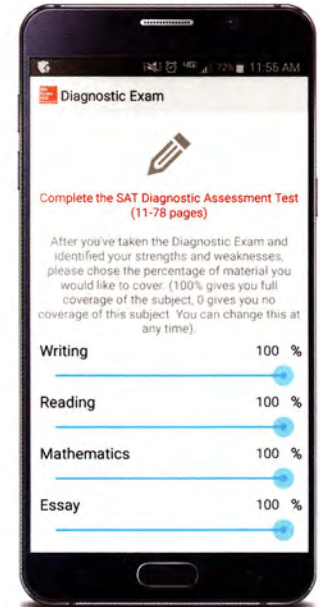 72% 11:55 AM
Diagnostic Exam
Complete the SAT Diagnostic Assessment Test
(11-78 pages)
After you've taken the Diagnostic Exam and
identified your strengths and weaknesses,
please chose the percentage of material you
would like to cover. (100% gives you full
coverage of the subject, 0 gives you no
coverage of this subject. You can change this at
any time).
Writing 100 %
Reading 100 %
Mathematics 100 %
Essay 100 %